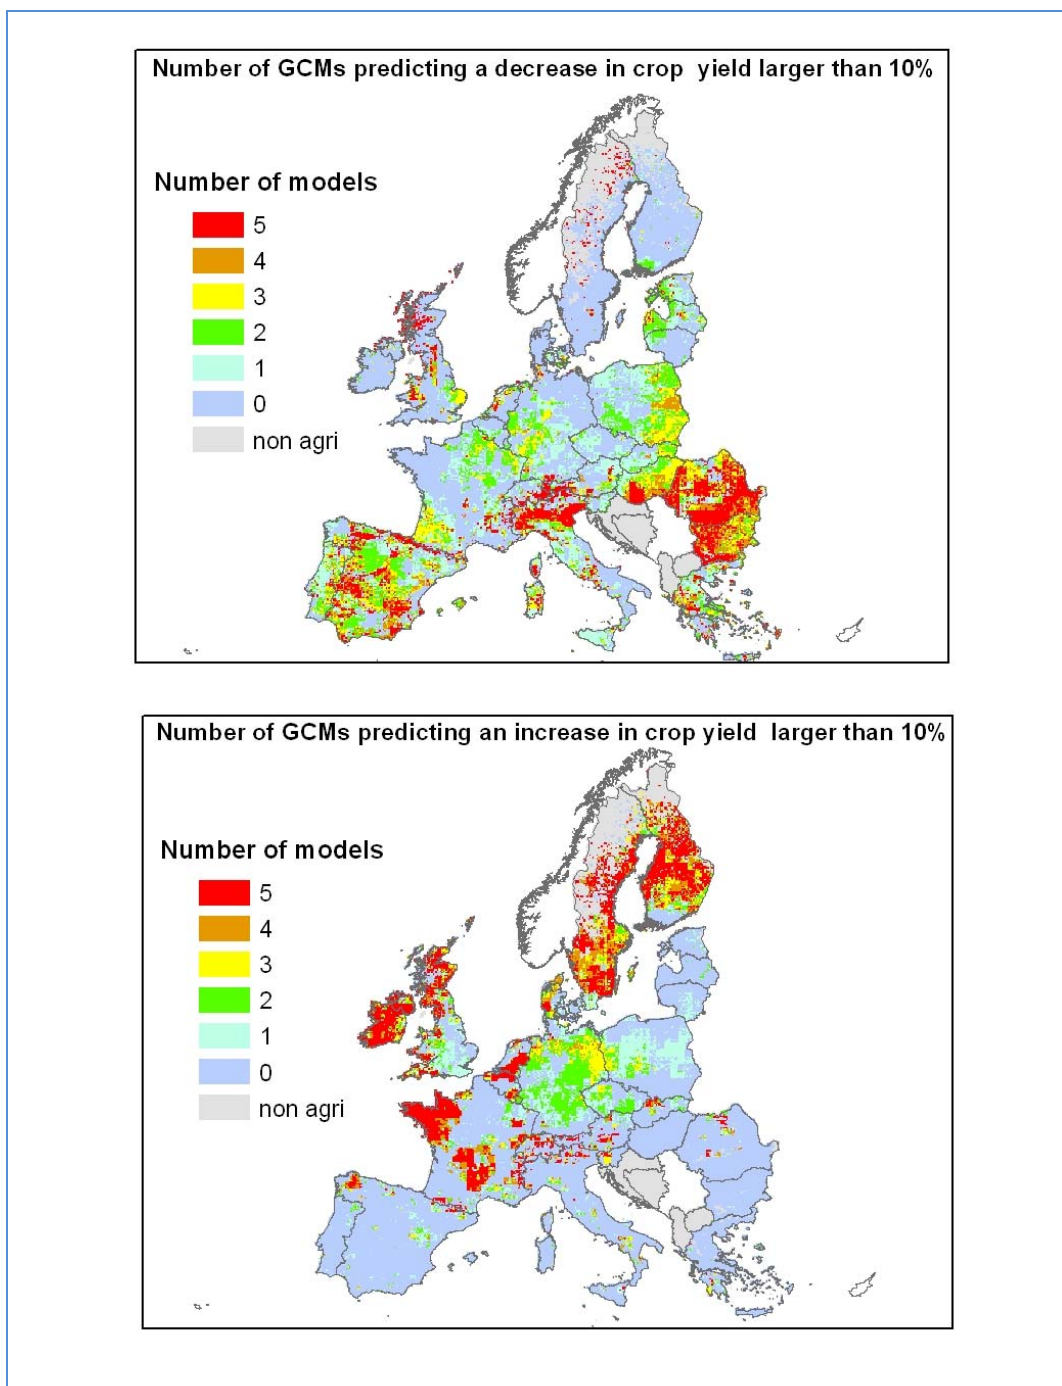 Number of GCMs predicting a decrease in crop yield larger than 10%
Number of models
5
4
3
2
1
0
non agri
Number of GCMs predicting an increase in crop yield larger than 10%
Number of models
5
4
3
2
1
0
non agri